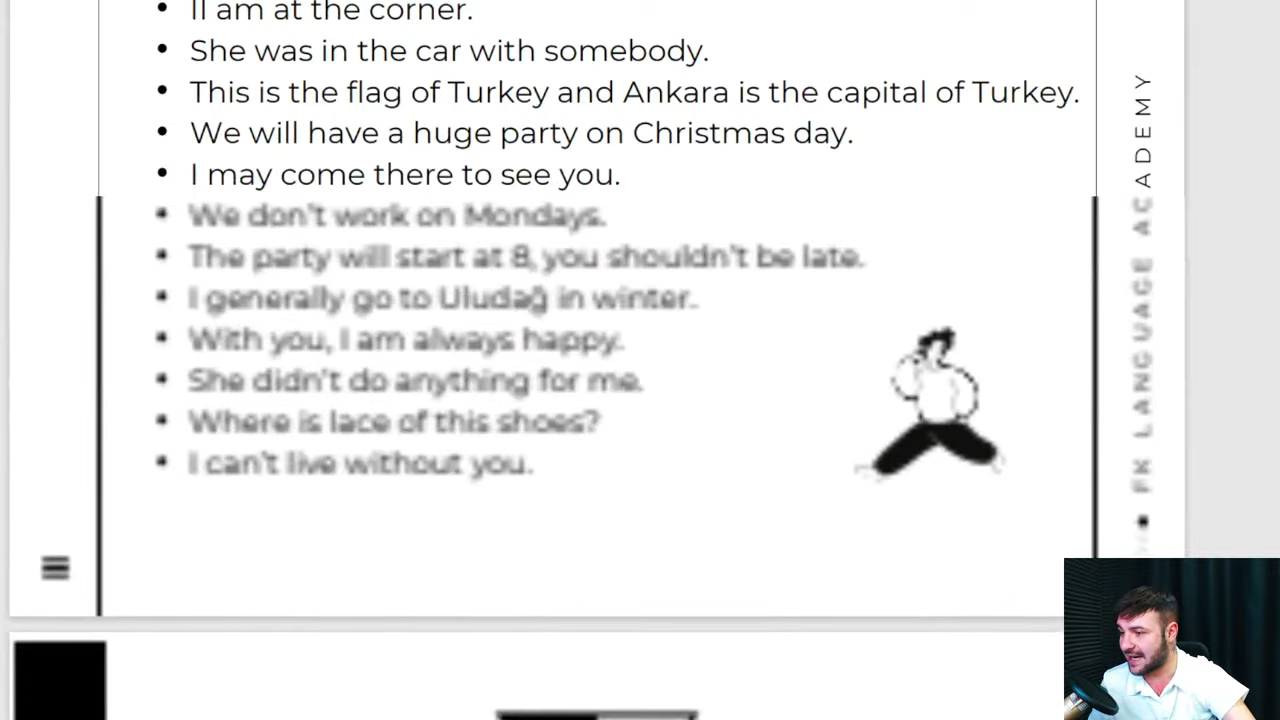 II am at the corner.
She was in the car with somebody.
This is the flag of Turkey and Ankara is the capital of Turkey.
We will have a huge party on Christmas day.
I may come there to see you.
We don't work on Mondays.
The party will start at 8, you shouldn't be late.
I generally go to Uludağ in winter.
With you, I am always happy.
She didn't do anything for me.
Where is lace of this shoes?
I can't live without you.
FK LANGUAGE ACADEMY